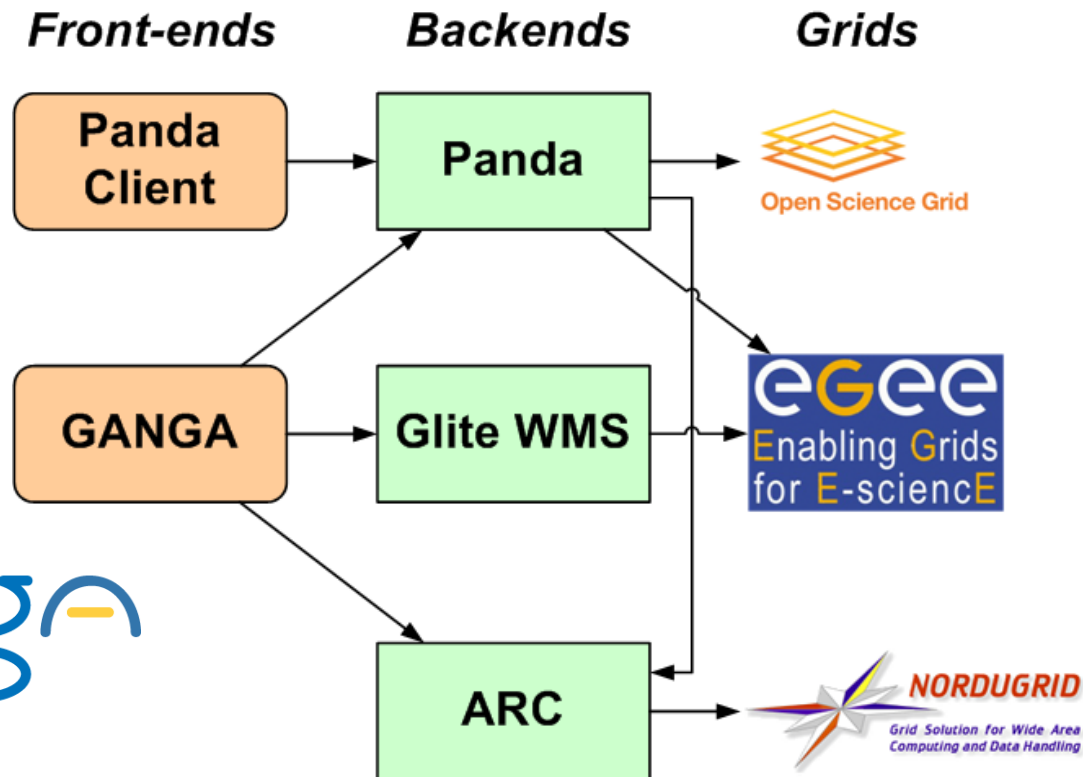 Front-ends Backends Grids
Panda
Client
Panda
Open Science Grid
GANGA
Glite WMS
eGee
Enabling Grids
for E-sciencE
ARC
NORDUGRID
Grid Solution for Wide Area
Computing and Data Handling